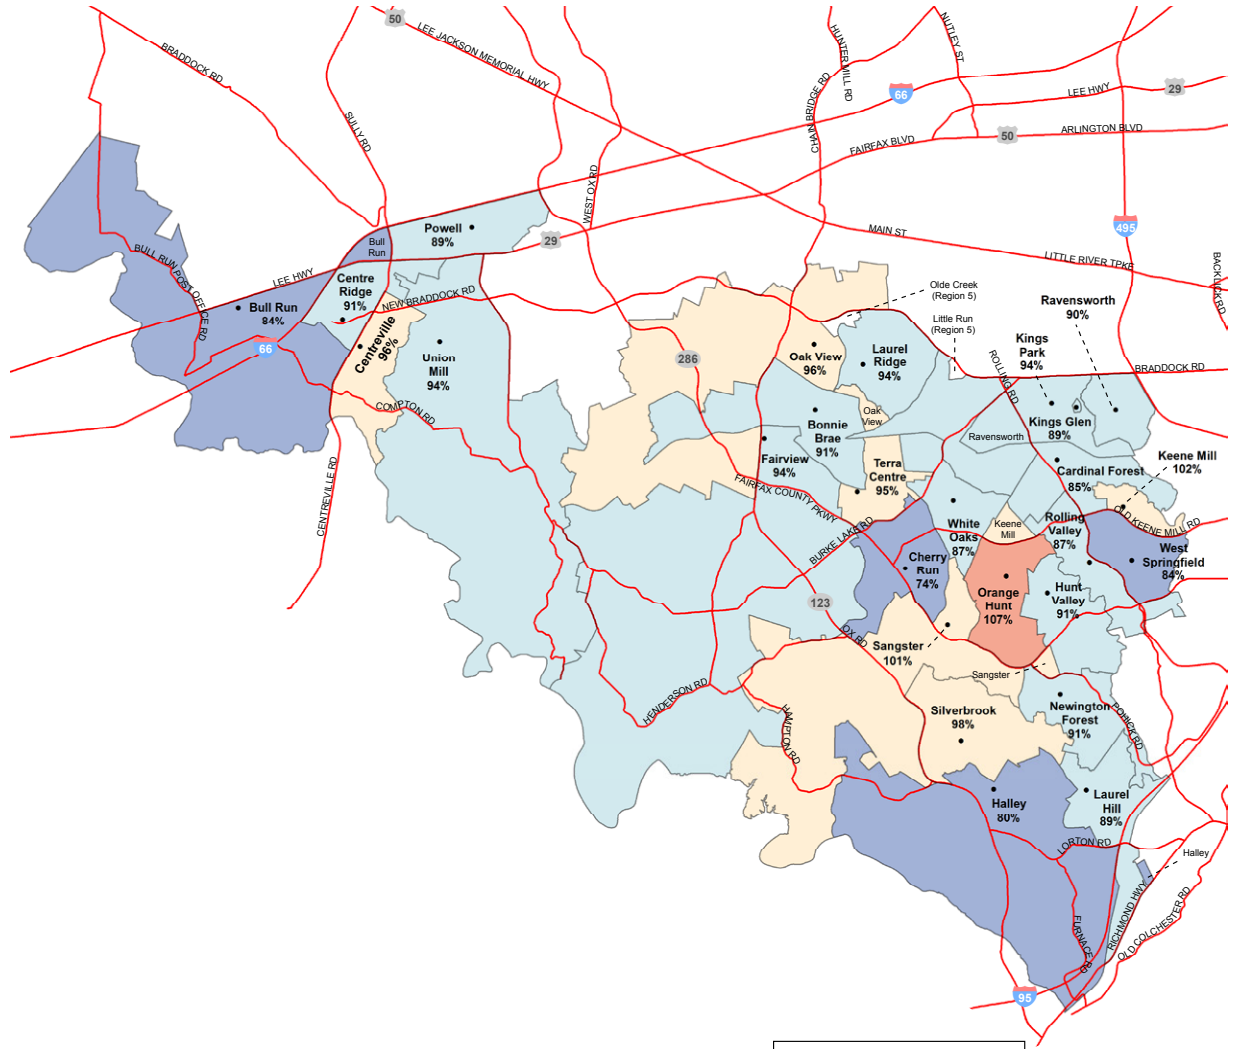 50
LEE JACKSON MEMORIAL HWY
BRADDOCK RD
SULLY RD
WEST OX RD
CHAIN BRIDGE RD
HUNTER MILL RD
NUTLEY ST
66
LEE HWY
29
50
ARLINGTON BLVD
FAIRFAX BLVD
MAIN ST
495
LITTLE RIVER TPKE
BACKLICK RD
Powell
89%
29
Bull
Run
BULL RUN POST OFFICE RD
LEE HWY
Centre
Ridge
91%
NEW BRADDOCK RD
Bull Run
84%
66
Centreville
96%
Union
Mill
94%
COMPTON RD
CENTREVILLE RD
286
Olde Creek
(Region 5)
Little Run
(Region 5)
Ravensworth
90%
Kings
Park
94%
ROLLING RD
BRADDOCK RD
Oak View
96%
Laurel
Ridge
94%
Oak
View
Bonnie
Brae
91%
Ravensworth
Kings Glen
89%
Fairview
94%
Terra
Centre
95%
Cardinal Forest
85%
Keene Mill
102%
FAIRFAX COUNTY PKWY
BURKE LAKE RD
OLD KEENE MILL RD
White
Oaks
87%
Keene
Mill
Rolling
Valley
87%
West
Springfield
84%
Cherry
Run
74%
Orange
Hunt
107%
Hunt
Valley
91%
123
OX RD
Sangster
101%
Sangster
HENDERSON RD
HAMPTON RD
Silverbrook
98%
Newington
Forest
91%
POHICK RD
Halley
80%
Laurel
Hill
89%
LORTON RD
Halley
FURNACE RD
RICHMOND HWY
OLD COLCHESTER RD
95